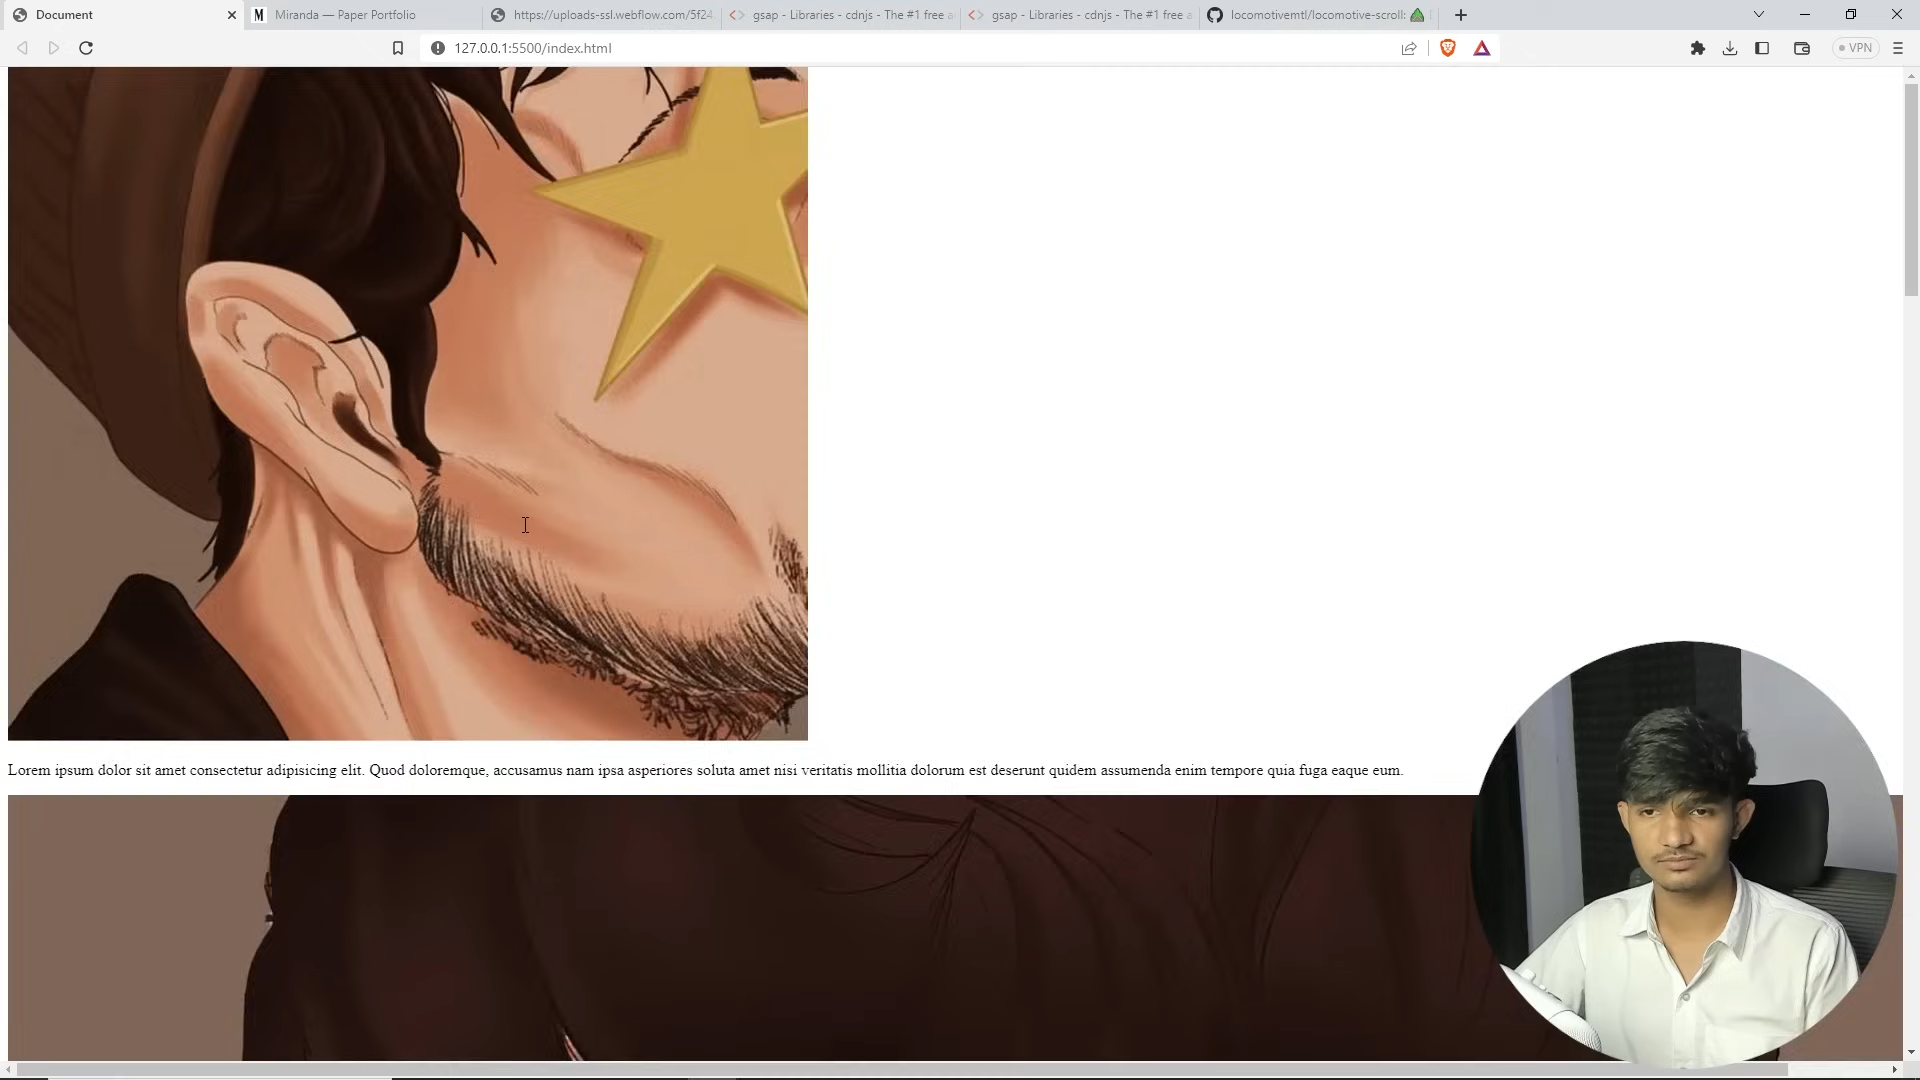 Document
M Miranda — Paper Portfolio
https://uploads-ssl.webflow.com/5f24
gsap - Libraries - cdnjs - The #1 free a
gsap - Libraries - cdnjs - The #1 free a
locomotivemtl/locomotive-scroll:
127.0.0.1:5500/index.html
VPN
Lorem ipsum dolor sit amet consectetur adipisicing elit. Quod doloremque, accusamus nam ipsa asperiores soluta amet nisi veritatis mollitia dolorum est deserunt quidem assumenda enim tempore quia fuga eaque eum.